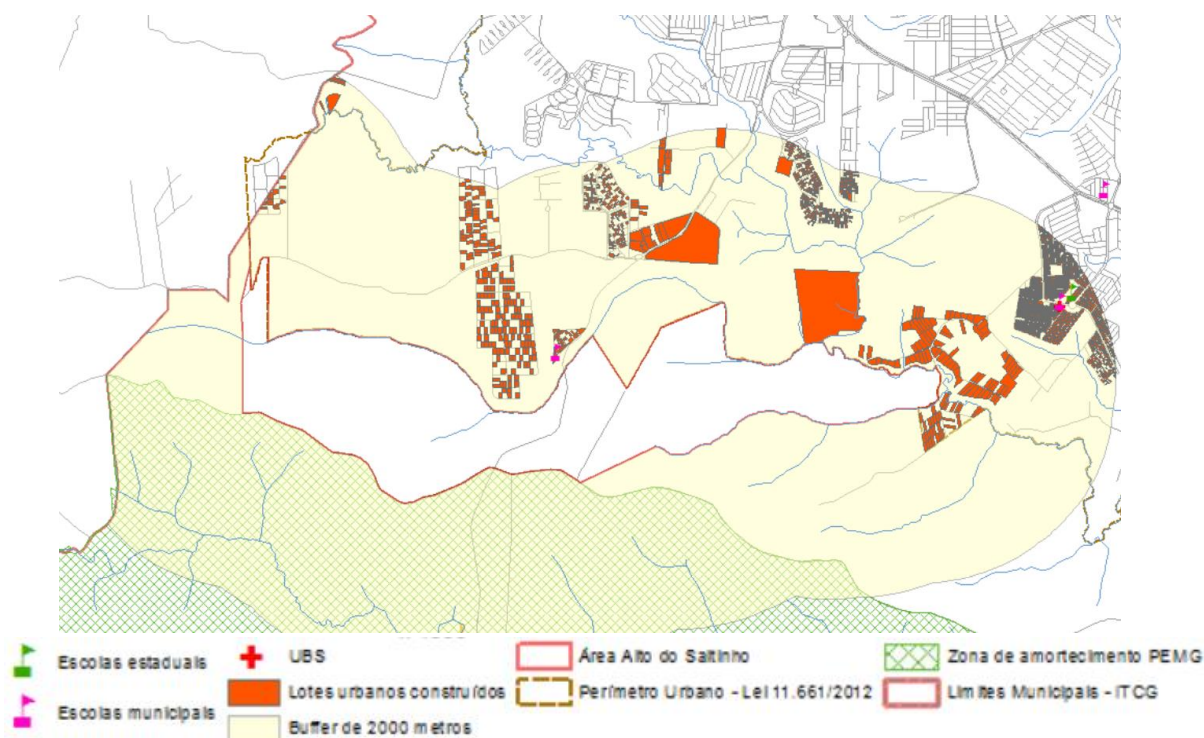 Escolas estaduais
UBS
Área Alto do Saltinho
Zona de amortecimento PEMG
Lotes urbanos construídos
Perímetro Urbano - Lei 11.661/2012
Limites Municipais - ITCG
Escolas municipais
Buffer de 2000 metros